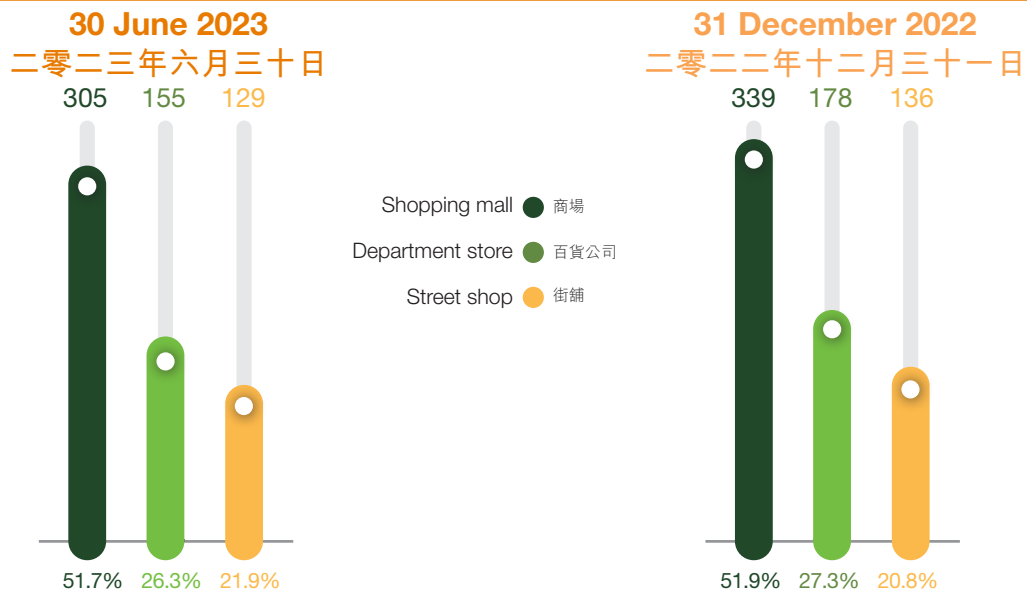 30 June 2023
二零二三年六月三十日
305 155 129
51.7% 26.3% 21.9%
Shopping mall 商場
Department store 百貨公司
Street shop 街舖
31 December 2022
二零二二年十二月三十一日
339 178 136
51.9% 27.3% 20.8%